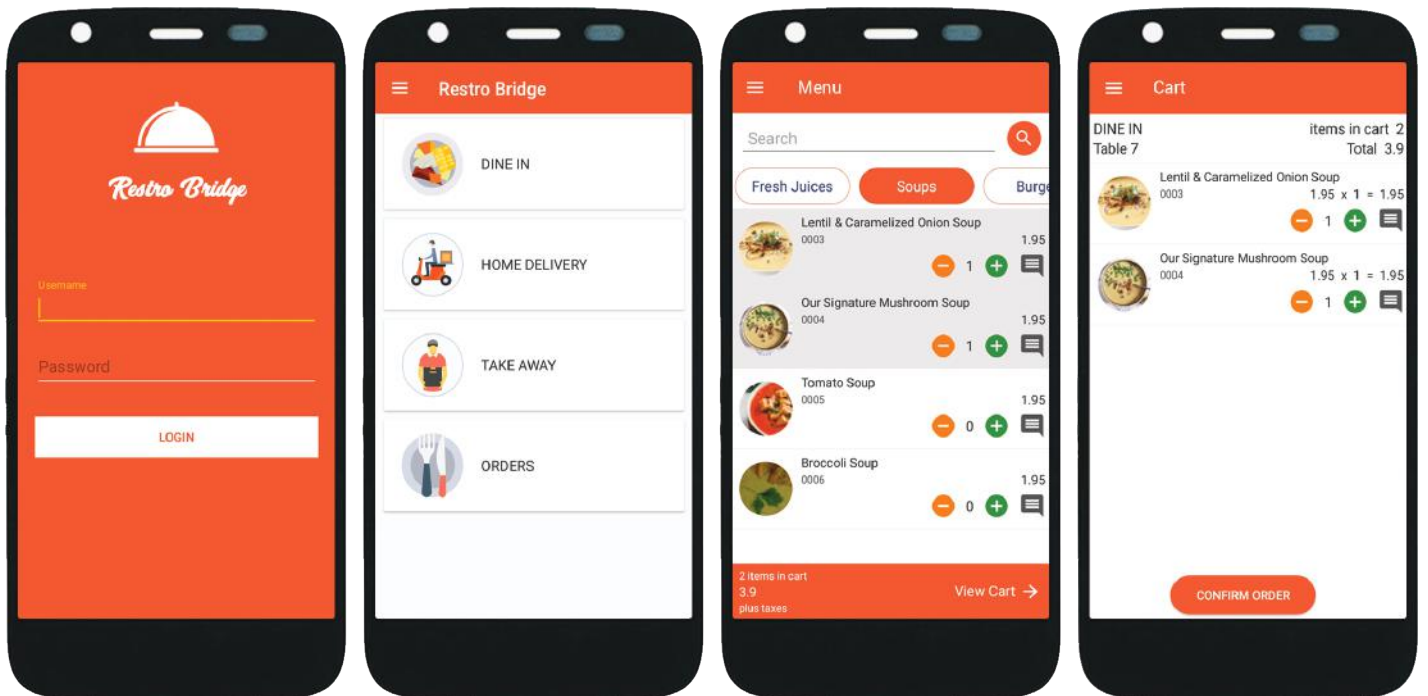 Restro Bridge
Username
Password
LOGIN
Restro Bridge
DINE IN
HOME DELIVERY
TAKE AWAY
ORDERS
Menu
Search
Fresh Juices
Soups
Burge
Lentil & Caramelized Onion Soup
0003
1.95
1
Our Signature Mushroom Soup
0004
1.95
1
Tomato Soup
0005
1.95
0
Broccoli Soup
0006
1.95
0
2 items in cart
3.9
plus taxes
View Cart
Cart
DINE IN
items in cart 2
Table 7
Total 3.9
Lentil & Caramelized Onion Soup
0003
1.95 x 1 = 1.95
1
Our Signature Mushroom Soup
0004
1.95 x 1 = 1.95
1
CONFIRM ORDER